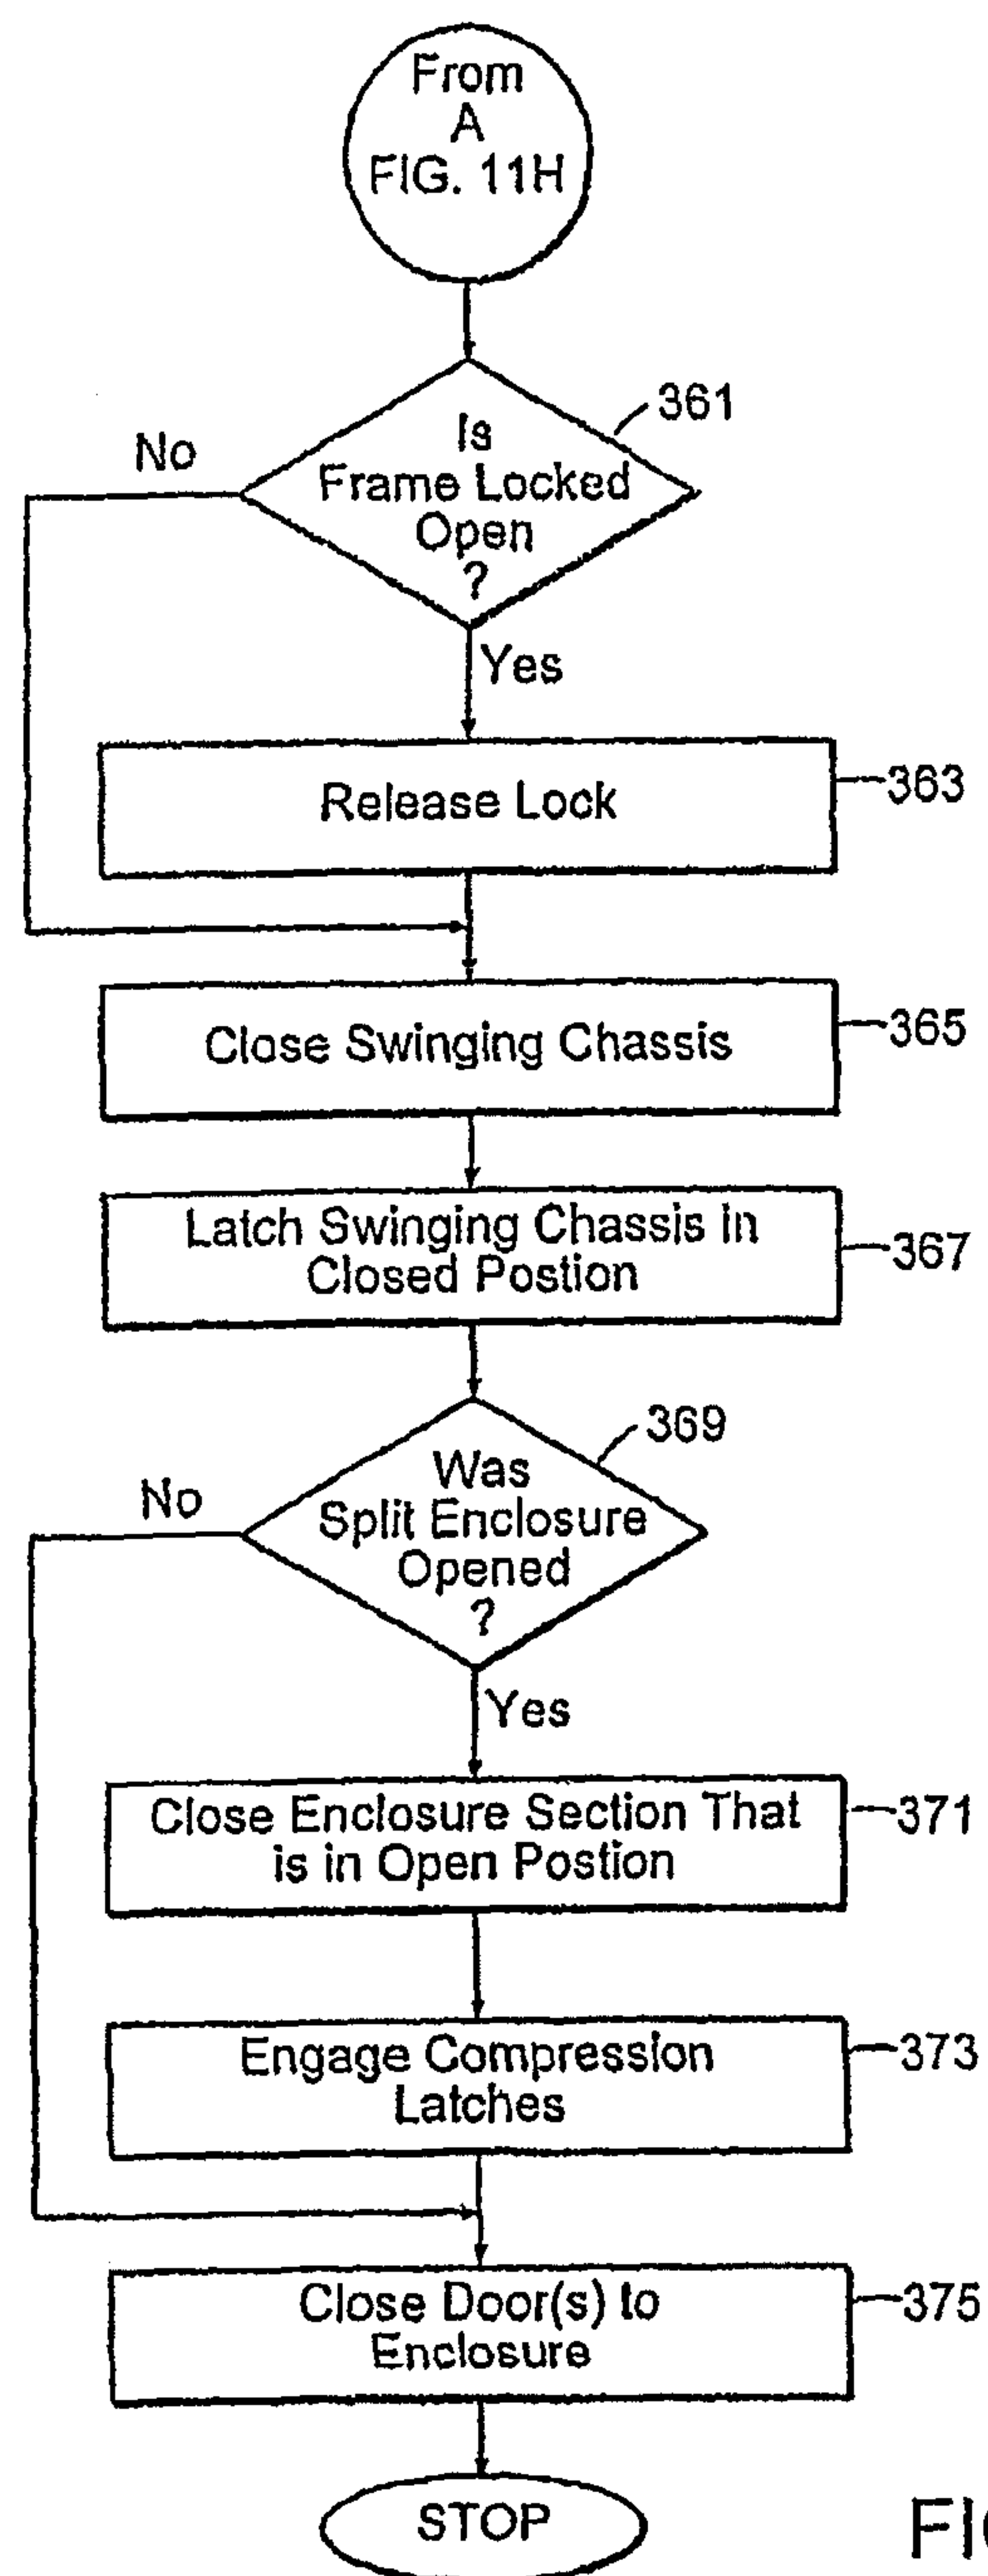 From
A
FIG. 11H
Is
Frame Locked
Open
?
361
No
Yes
Release Lock
363
Close Swinging Chassis
365
Latch Swinging Chassis in
Closed Postion
367
Was
Split Enclosure
Opened
?
369
No
Yes
Close Enclosure Section That
is in Open Postion
371
Engage Compression
Latches
373
Close Door(s) to
Enclosure
375
STOP